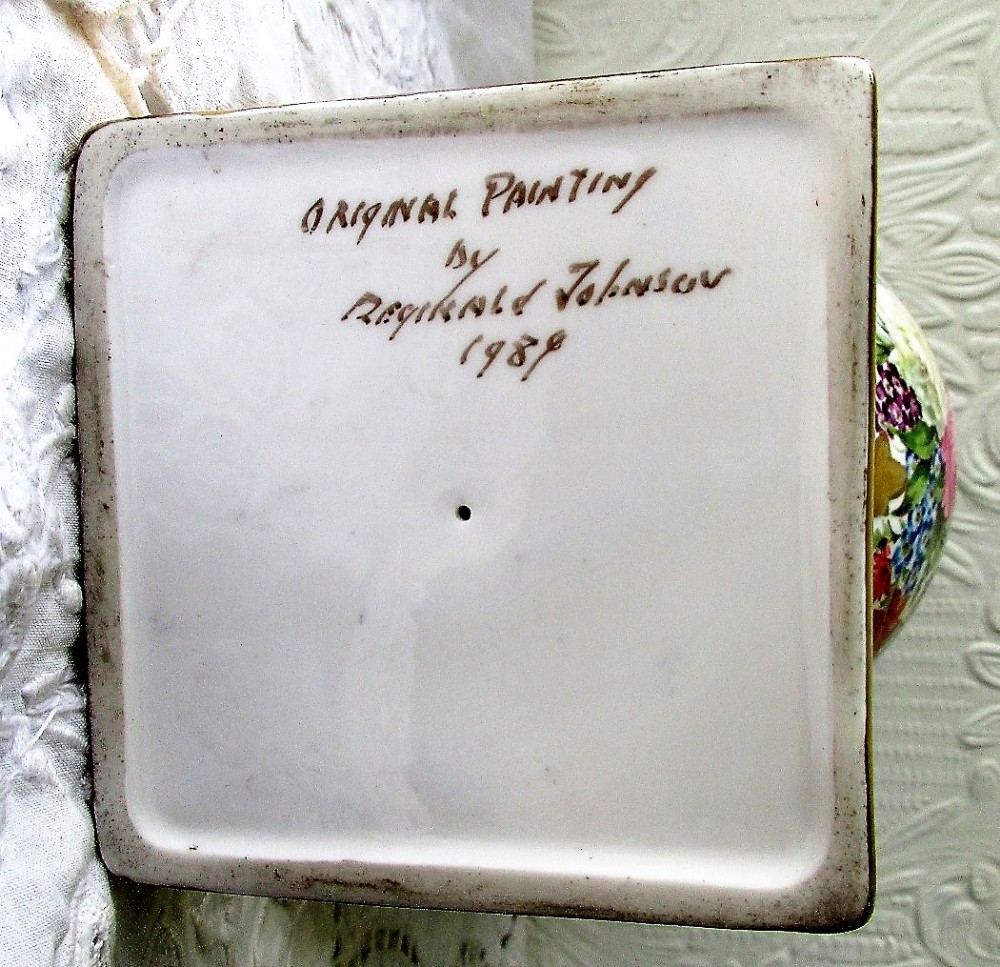 ORIGINAL PAINTING
By
Reginald Johnson
1989